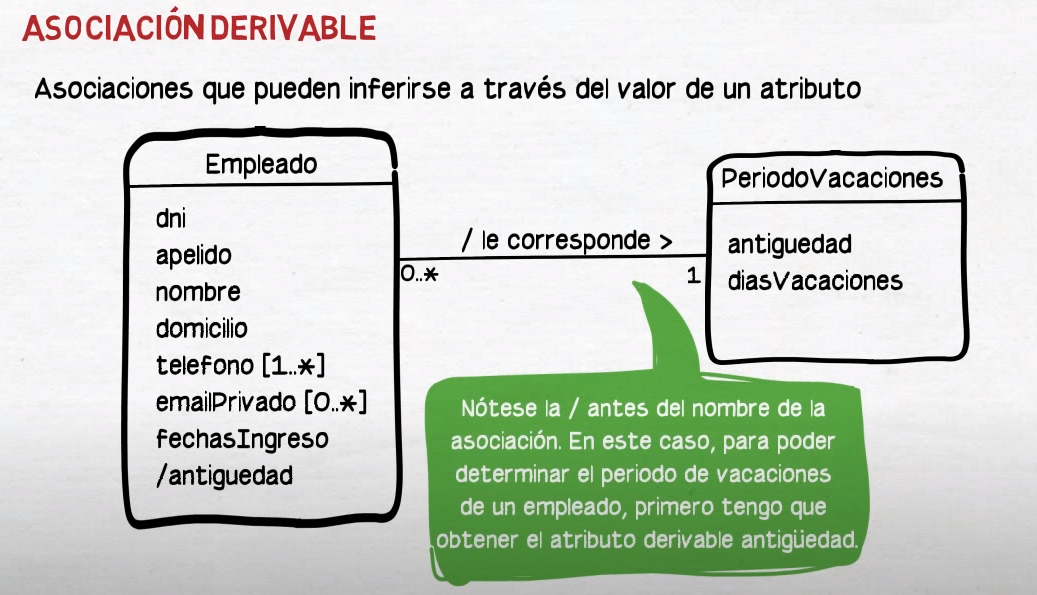 ASOCIACIÓN DERIVABLE
Asociaciones que pueden inferirse a través del valor de un atributo
Empleado
dni
apelido
nombre
domicilio
telefono [1..*]
emailPrivado [0..*]
fechasIngreso
/antiguedad
/ le corresponde >
0..*
1
PeriodoVacaciones
antiguedad
diasVacaciones
Nótese la / antes del nombre de la
asociación. En este caso, para poder
determinar el periodo de vacaciones
de un empleado, primero tengo que
obtener el atributo derivable antigüedad.